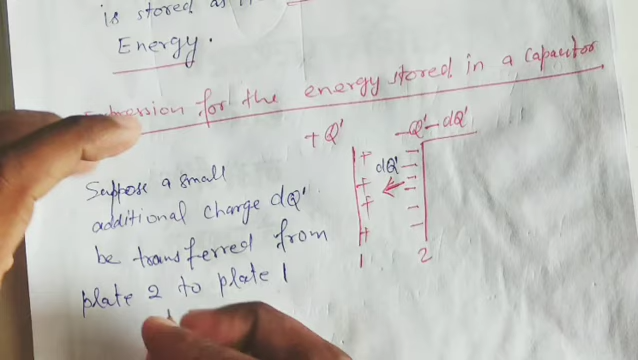 is stored as
Energy.
for the energy stored in a capacitor
+Q' -Q'-dQ'
dQ'
Suppose a small
additional charge dQ'
be transferred from
plate 2 to plate 1
1 2